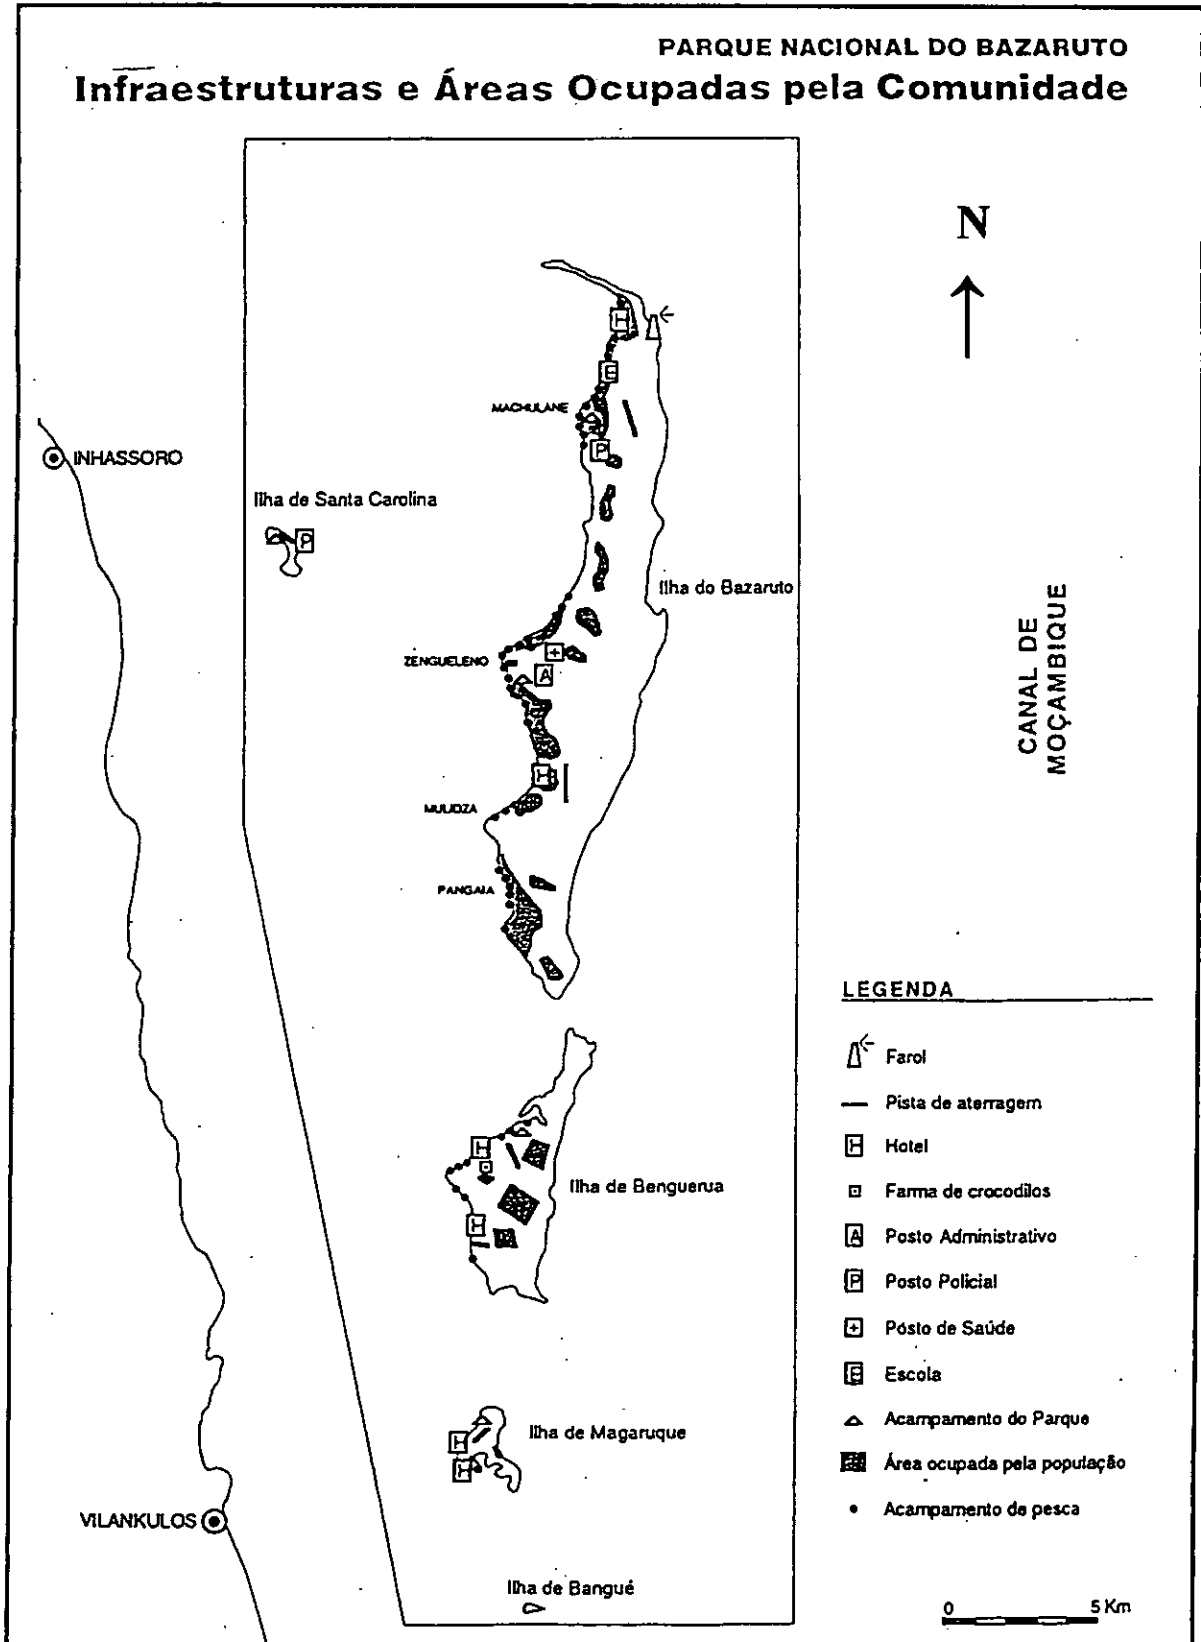 PARQUE NACIONAL DO BAZARUTO
Infraestruturas e Áreas Ocupadas pela Comunidade
N
H
E
MACHULANE
P
INHASSORO
Ilha de Santa Carolina
P
Ilha do Bazaruto
CANAL DE
MOÇAMBIQUE
ZENGUELENO
A
H
MULIDZA
PANGAIA
LEGENDA
Farol
Pista de aterragem
H Hotel
Farma de crocodilos
A Posto Administrativo
P Posto Policial
Pósto de Saúde
E Escola
Acampamento do Parque
Área ocupada pela população
Acampamento de pesca
H
Ilha de Benguerua
H
Ilha de Magaruque
H
H
VILANKULOS
Ilha de Bangué
0 5 Km